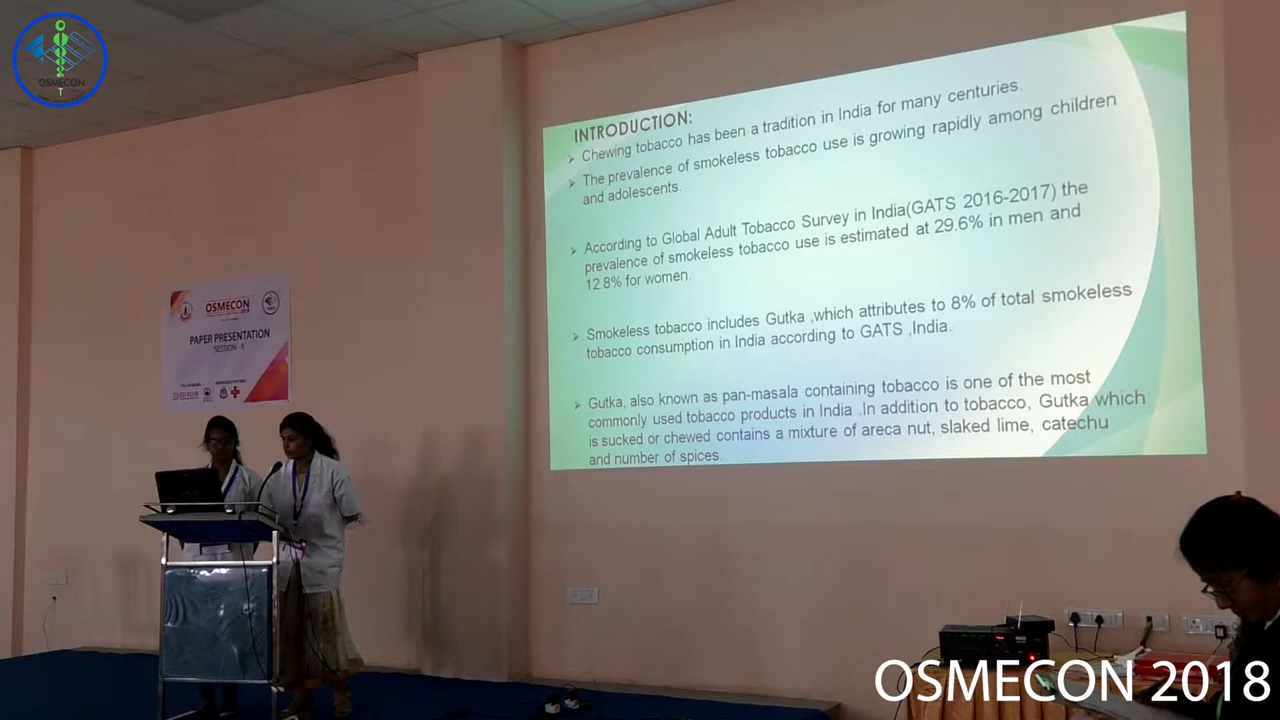 OSMECON
INTRODUCTION:
Chewing tobacco has been a tradition in India for many centuries.
The prevalence of smokeless tobacco use is growing rapidly among children
and adolescents.
According to Global Adult Tobacco Survey in India(GATS 2016-2017) the
prevalence of smokeless tobacco use is estimated at 29.6% in men and
12.8% for women.
Smokeless tobacco includes Gutka ,which attributes to 8% of total smokeless
tobacco consumption in India according to GATS ,India.
Gutka, also known as pan-masala containing tobacco is one of the most
commonly used tobacco products in India .In addition to tobacco, Gutka which
is sucked or chewed contains a mixture of areca nut, slaked lime, catechu
and number of spices.
OSMECON
2018
PAPER PRESENTATION
SESSION - 4
OSMECON 2018